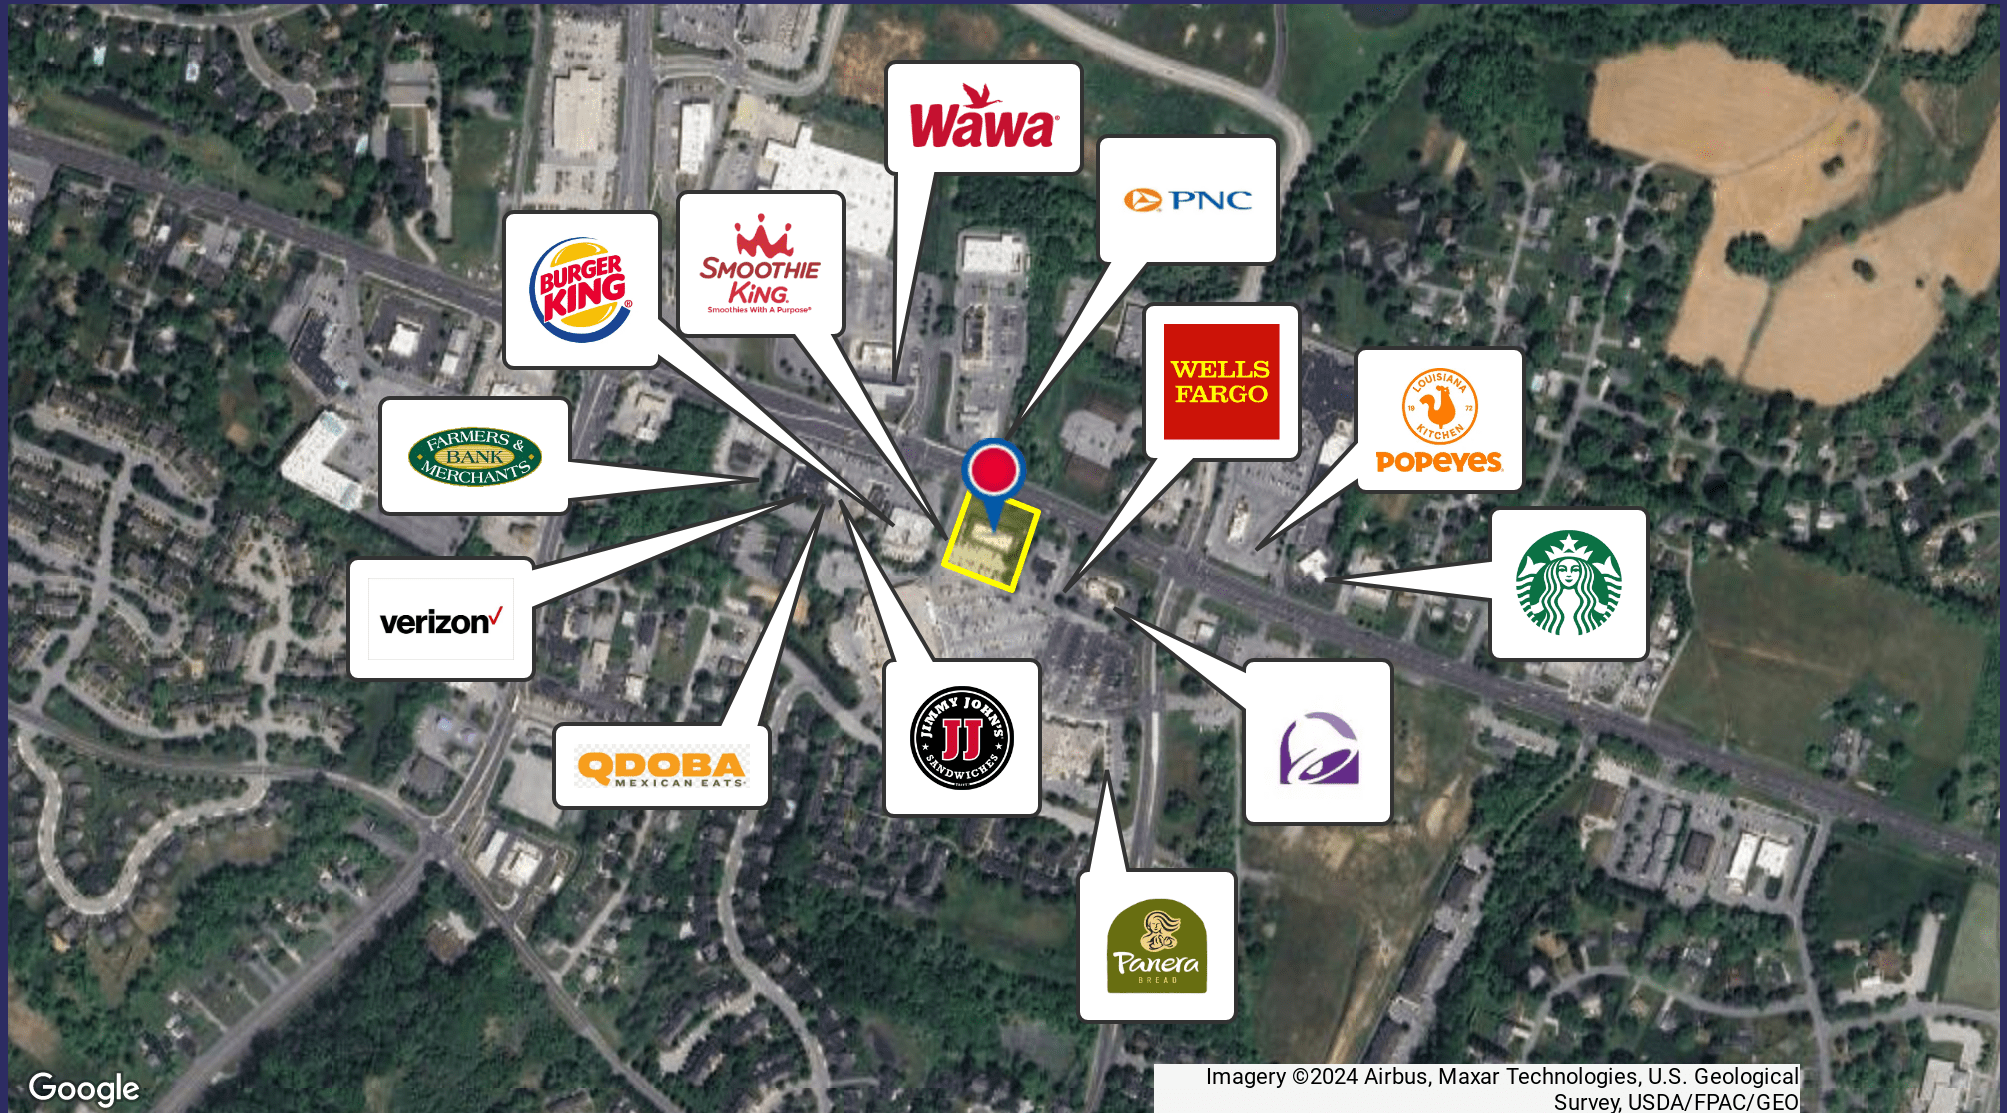 Wawa®
PNC
BURGER
KING®
SMOOTHIE
KING®
Smoothies With A Purpose®
WELLS
FARGO
LOUISIANA
19 72
KITCHEN
POPEYES
FARMERS &
BANK
MERCHANTS
verizon✓
QDOBA
MEXICAN EATS
JIMMY JOHN'S
JJ
SANDWICHES
Panera
BREAD
Google
Imagery ©2024 Airbus, Maxar Technologies, U.S. Geological
Survey, USDA/FPAC/GEO